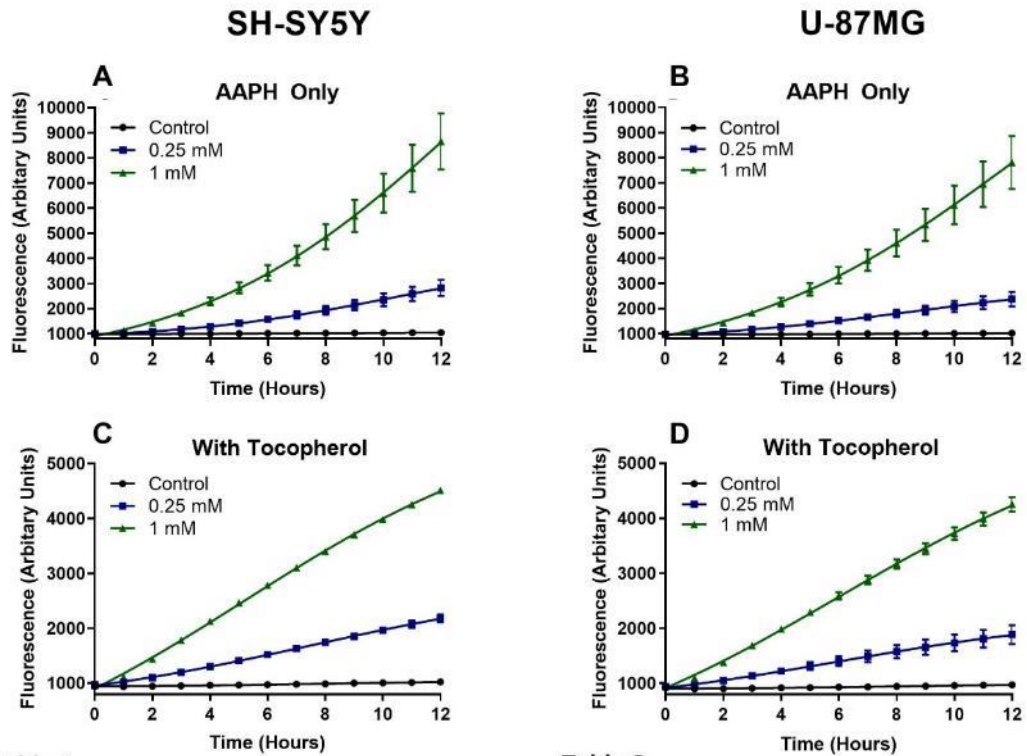 SH-SY5Y
U-87MG
A
AAPH Only
Fluorescence (Arbitary Units)
10000
9000
8000
7000
6000
5000
4000
3000
2000
1000
Control
0.25 mM
1 mM
0 2 4 6 8 10 12
Time (Hours)
B
AAPH Only
Fluorescence (Arbitary Units)
10000
9000
8000
7000
6000
5000
4000
3000
2000
1000
Control
0.25 mM
1 mM
0 2 4 6 8 10 12
Time (Hours)
C
With Tocopherol
Fluorescence (Arbitary Units)
5000
4000
3000
2000
1000
Control
0.25 mM
1 mM
0 2 4 6 8 10 12
Time (Hours)
D
With Tocopherol
Fluorescence (Arbitary Units)
5000
4000
3000
2000
1000
Control
0.25 mM
1 mM
0 2 4 6 8 10 12
Time (Hours)